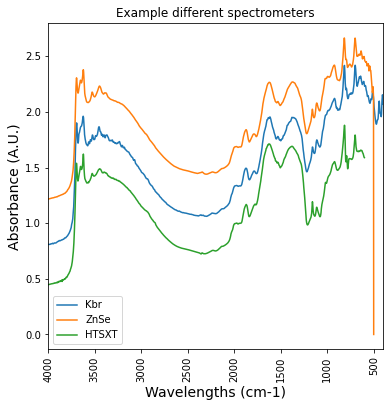 Example different spectrometers
Absorbance (A.U.)
2.5
2.0
1.5
1.0
0.5
0.0
Kbr
ZnSe
HTSXT
4000 3500 3000 2500 2000 1500 1000 500
Wavelengths (cm-1)